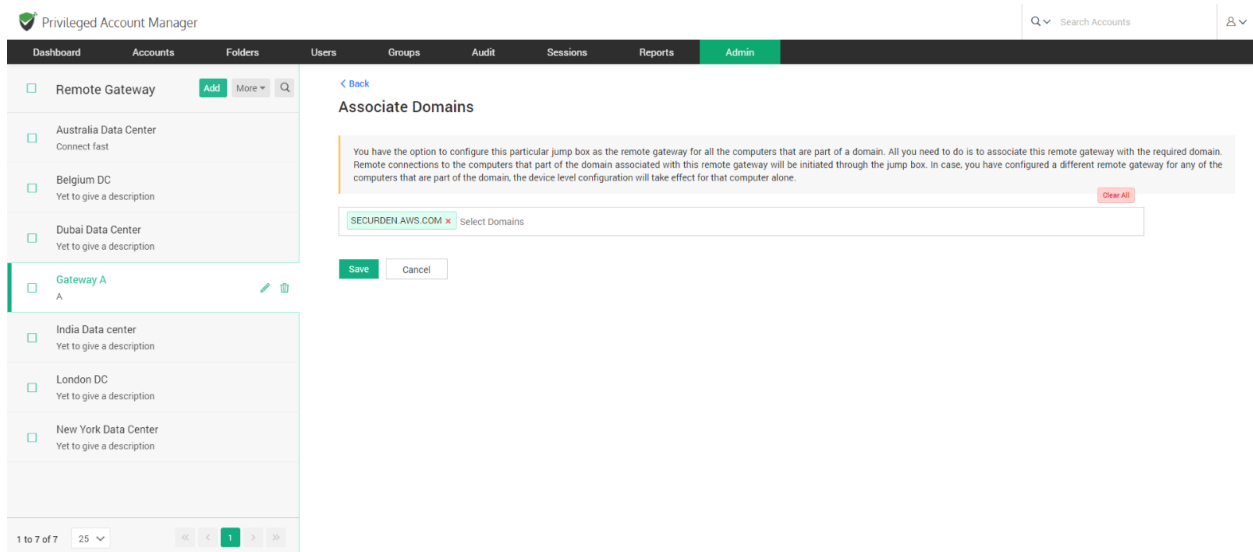 Privileged Account Manager
Search Accounts
Dashboard Accounts Folders Users Groups Audit Sessions Reports Admin
Remote Gateway Add More
Australia Data Center
Connect fast
Belgium DC
Yet to give a description
Dubai Data Center
Yet to give a description
Gateway A
A
India Data center
Yet to give a description
London DC
Yet to give a description
New York Data Center
Yet to give a description
1 to 7 of 7 25 « < 1 > »
< Back
Associate Domains
You have the option to configure this particular jump box as the remote gateway for all the computers that are part of a domain. All you need to do is to associate this remote gateway with the required domain.
Remote connections to the computers that part of the domain associated with this remote gateway will be initiated through the jump box. In case, you have configured a different remote gateway for any of the
computers that are part of the domain, the device level configuration will take effect for that computer alone.
Clear All
SECURDEN.AWS.COM × Select Domains
Save Cancel